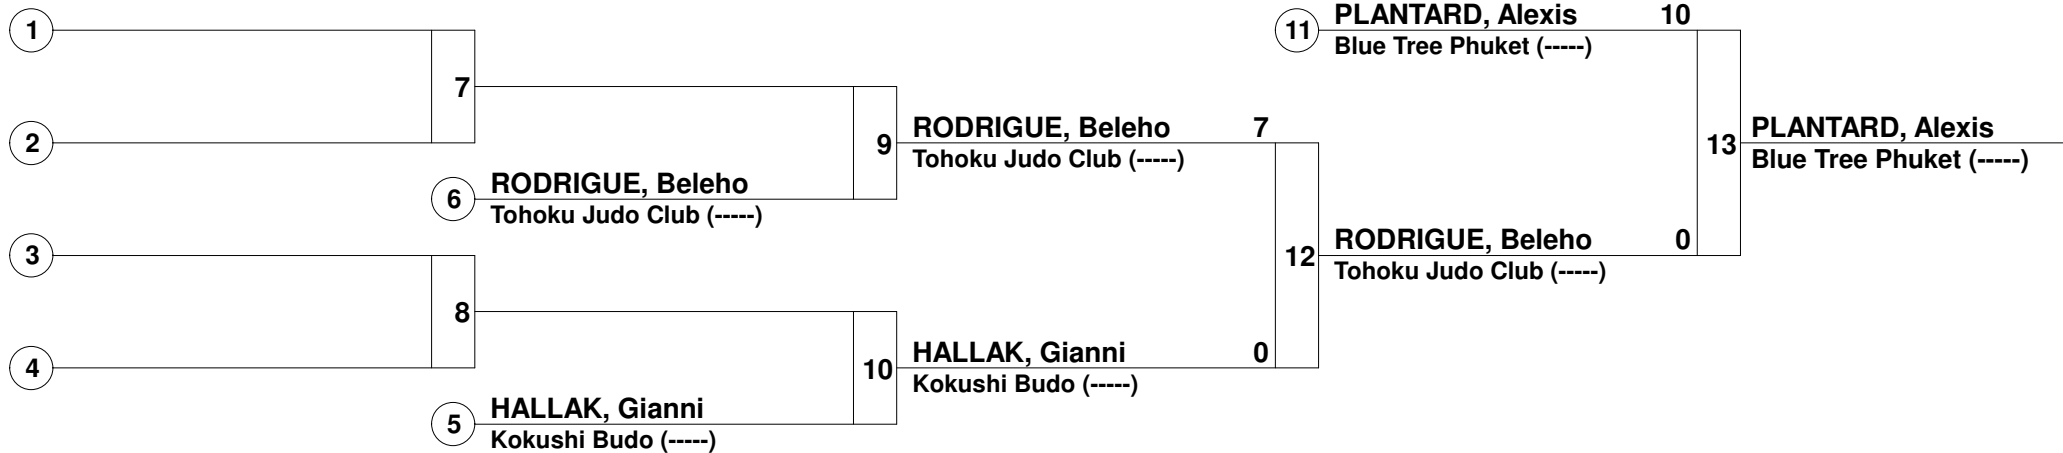 1
2
7
6
RODRIGUE, Beleho
Tohoku Judo Club (-----)
3
4
8
5
HALLAK, Gianni
Kokushi Budo (-----)
9
RODRIGUE, Beleho 7
Tohoku Judo Club (-----)
10
HALLAK, Gianni 0
Kokushi Budo (-----)
11
PLANTARD, Alexis 10
Blue Tree Phuket (-----)
12
RODRIGUE, Beleho 0
Tohoku Judo Club (-----)
13
PLANTARD, Alexis
Blue Tree Phuket (-----)